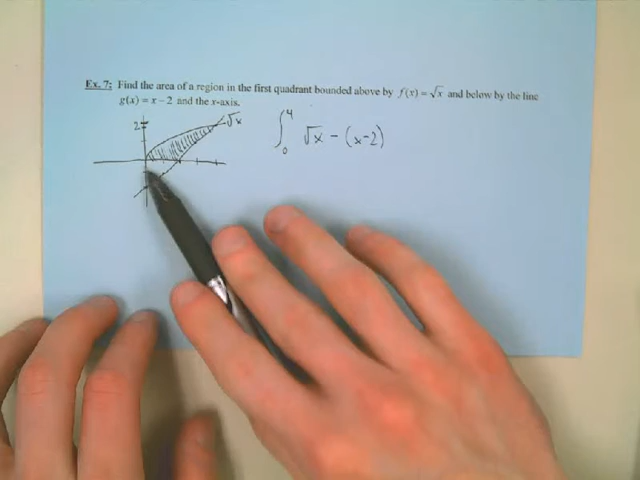 Ex. 7: Find the area of a region in the first quadrant bounded above by f(x) = √x and below by the line
g(x) = x − 2 and the x-axis.
2
√x
∫₀⁴ √x − (x−2)